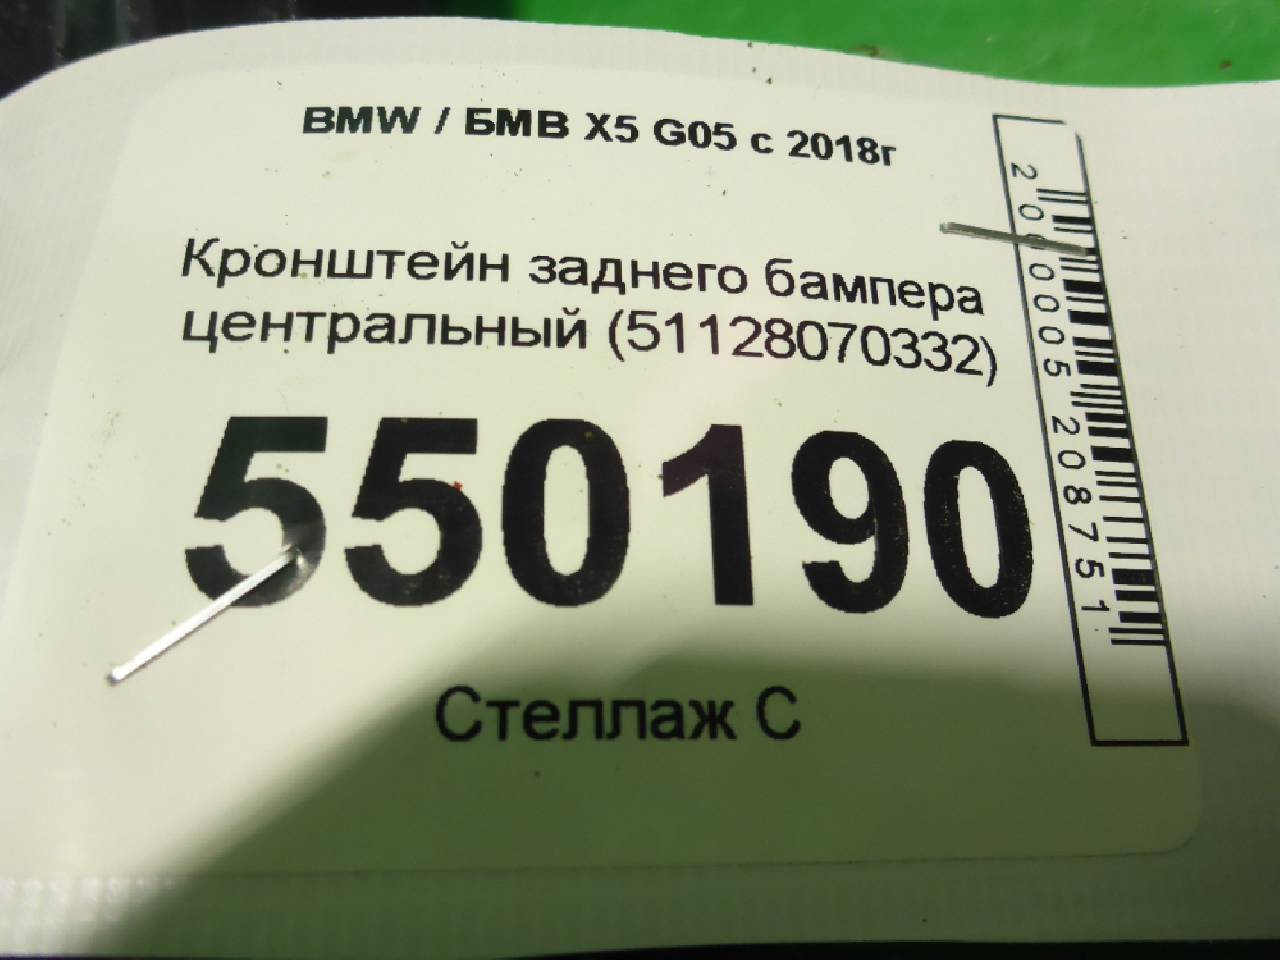 BMW / БМВ X5 G05 с 2018г
Кронштейн заднего бампера
центральный (51128070332)
550190
Стеллаж С
2000005208751